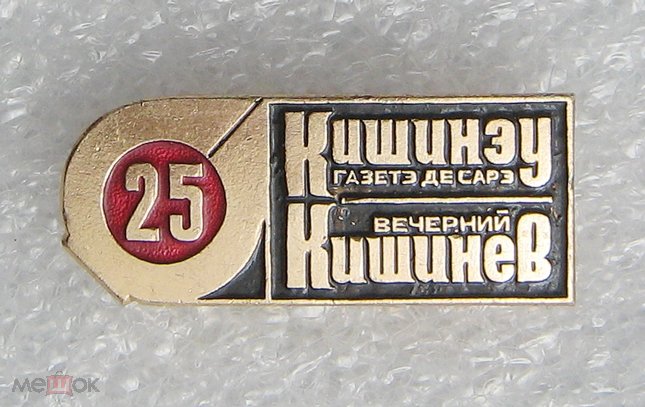 25
Кишинэу
ГАЗЕТЭ ДЕ САРЭ
ВЕЧЕРНИЙ
Кишинев
мешок